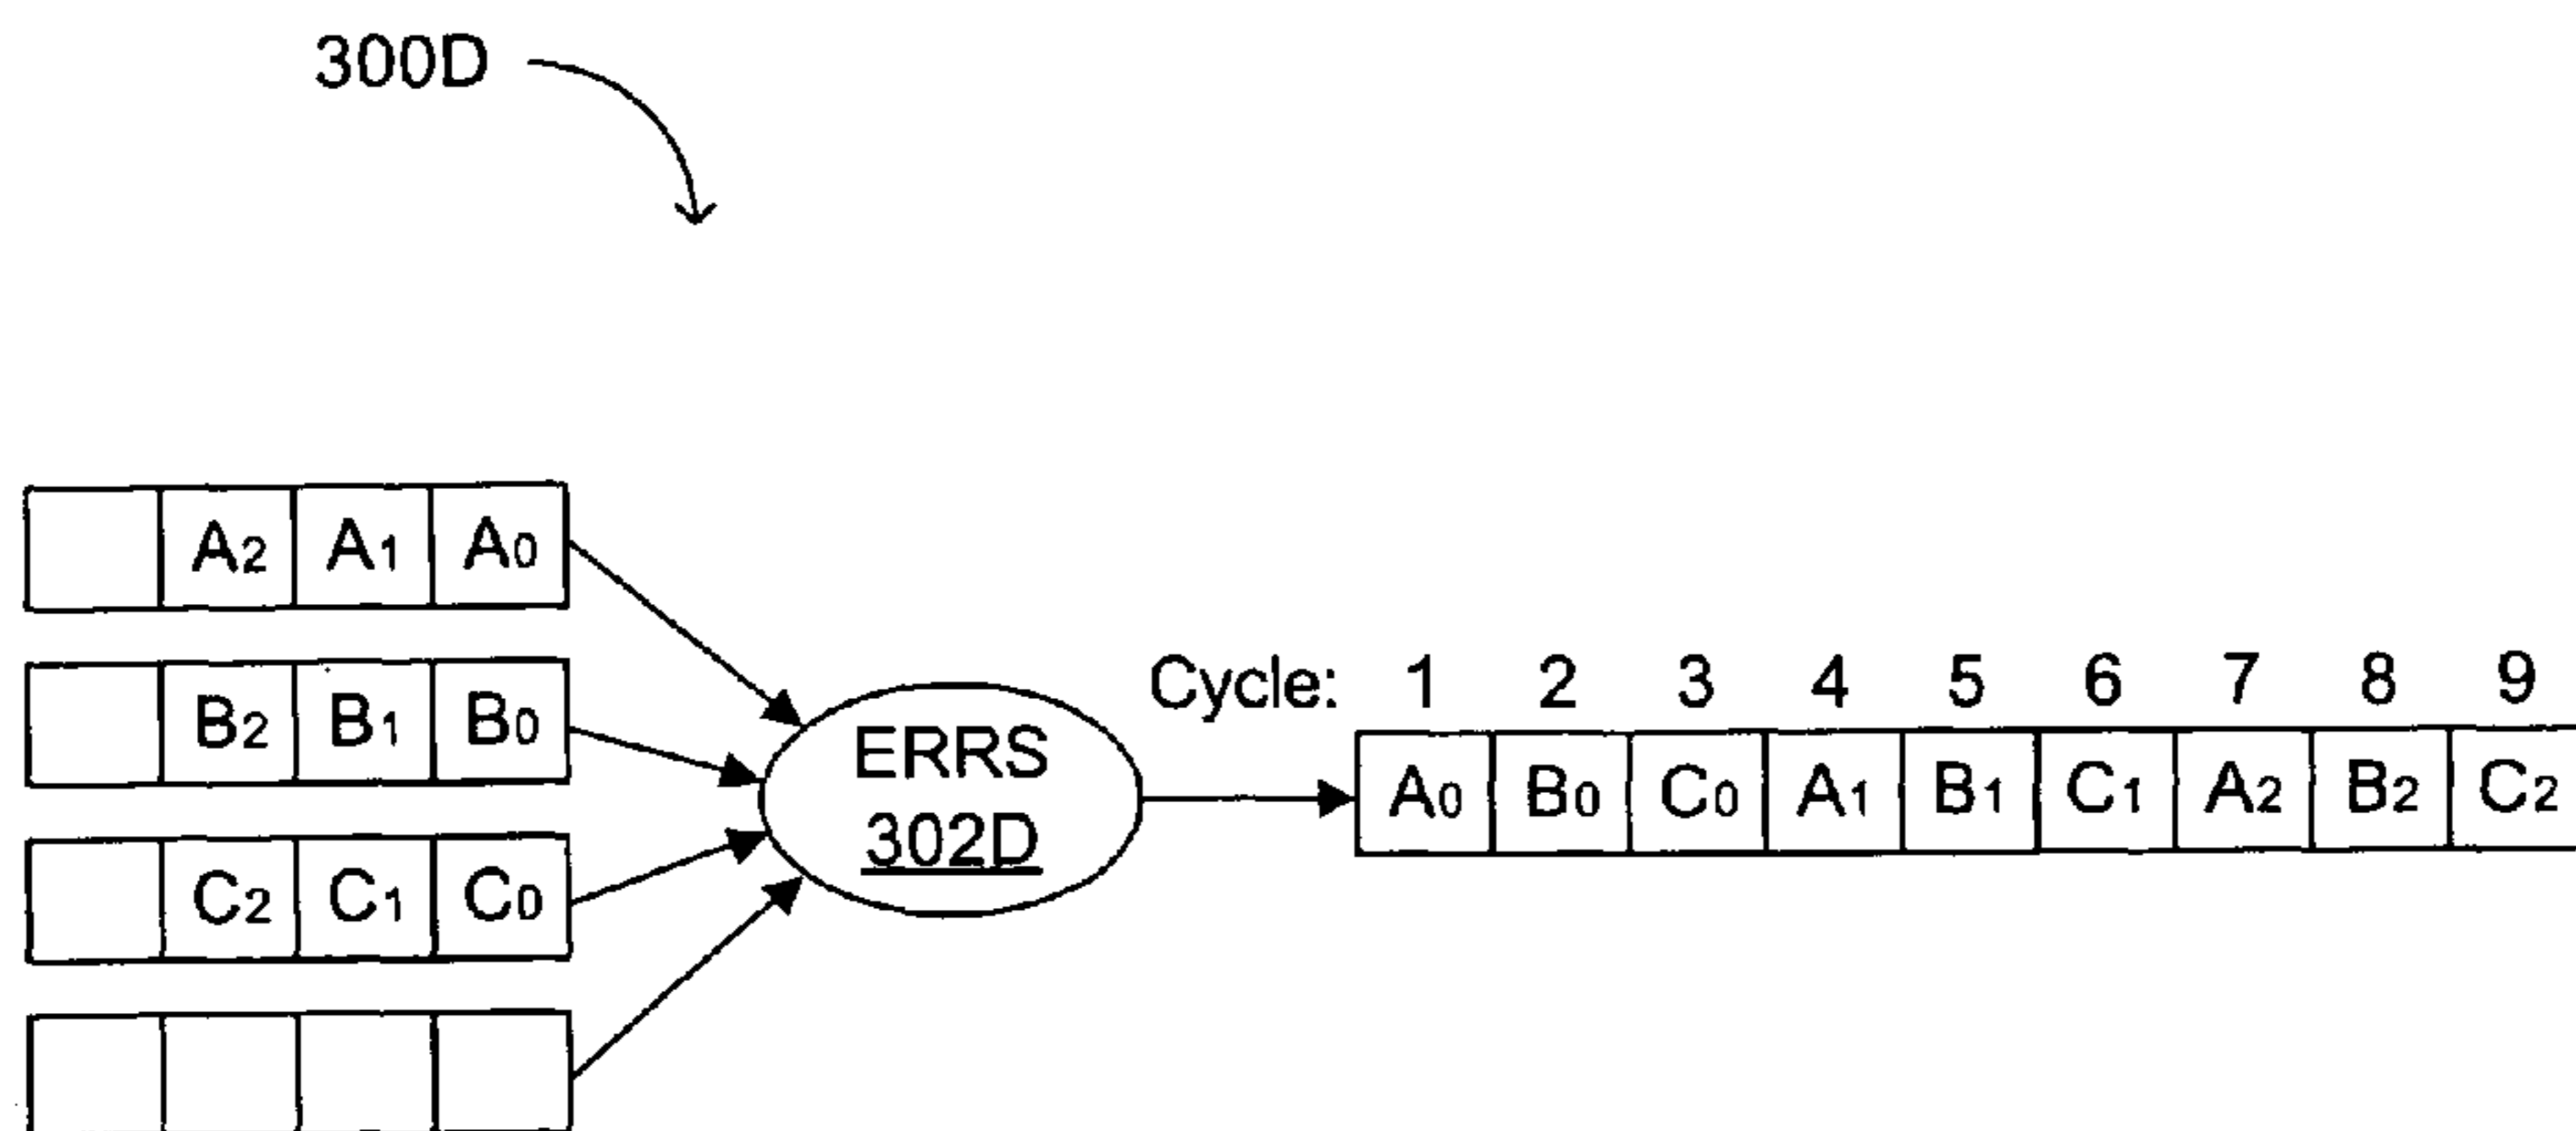 300D
A2 A1 A0
B2 B1 B0
C2 C1 C0
ERRS
302D
Cycle: 1 2 3 4 5 6 7 8 9
A0 B0 C0 A1 B1 C1 A2 B2 C2